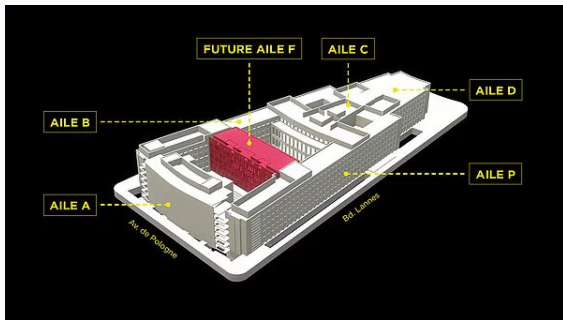 FUTURE AILE F
AILE C
AILE D
AILE B
AILE P
AILE A
Av. de Pologne
Bd. Lannes